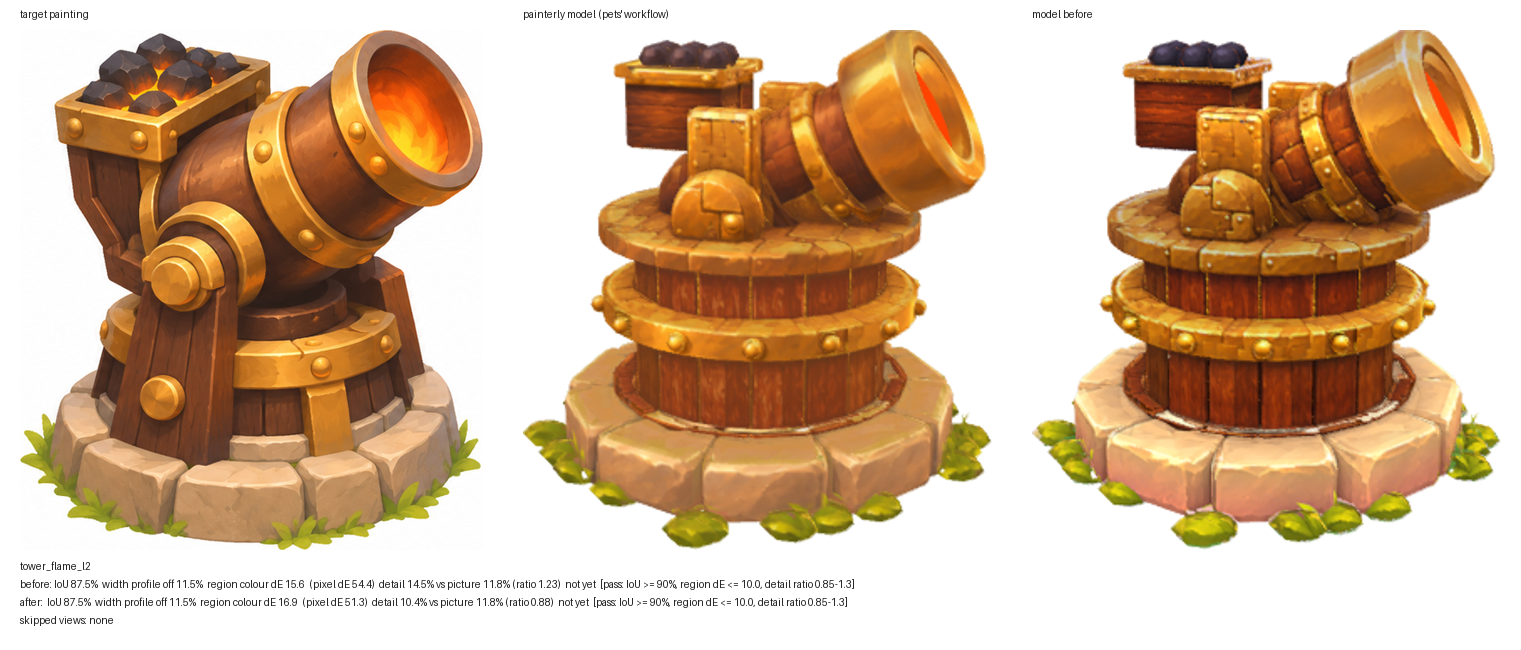 target painting
painterly model (pets' workflow)
model before
tower_flame_l2
before: IoU 87.5% width profile off 11.5% region colour dE 15.6 (pixel dE 54.4) detail 14.5% vs picture 11.8% (ratio 1.23) not yet [pass: IoU >= 90%, region dE <= 10.0, detail ratio 0.85-1.3]
after: IoU 87.5% width profile off 11.5% region colour dE 16.9 (pixel dE 51.3) detail 10.4% vs picture 11.8% (ratio 0.88) not yet [pass: IoU >= 90%, region dE <= 10.0, detail ratio 0.85-1.3]
skipped views: none